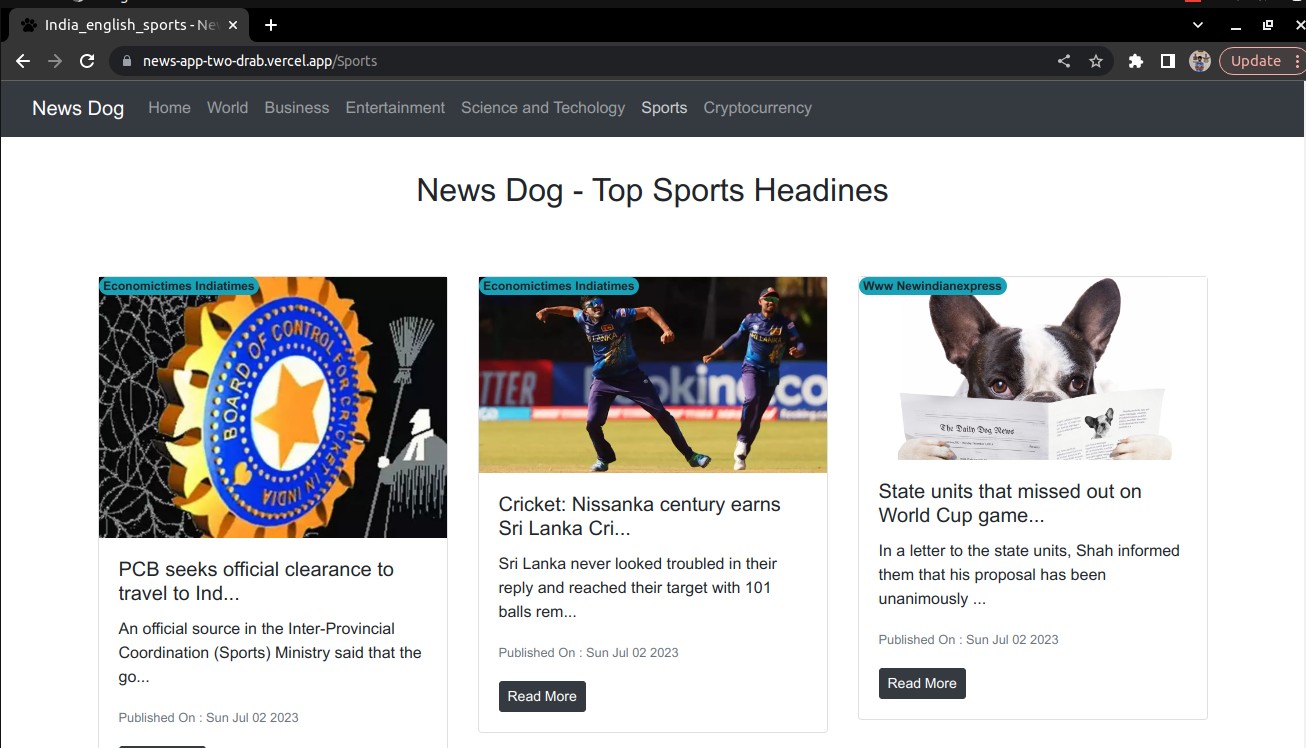 India_english_sports - Ne
news-app-two-drab.vercel.app/Sports
Update
News Dog Home World Business Entertainment Science and Techology Sports Cryptocurrency
News Dog - Top Sports Headines
Economictimes Indiatimes
BOARD OF CONTROL FOR CRICKET IN INDIA
PCB seeks official clearance to
travel to Ind...
An official source in the Inter-Provincial
Coordination (Sports) Ministry said that the
go...
Published On : Sun Jul 02 2023
Economictimes Indiatimes
SRI LANKA
SRI LANKA
TTER
ooking.co
Cricket: Nissanka century earns
Sri Lanka Cri...
Sri Lanka never looked troubled in their
reply and reached their target with 101
balls rem...
Published On : Sun Jul 02 2023
Read More
Www Newindianexpress
The Daily Dog News
State units that missed out on
World Cup game...
In a letter to the state units, Shah informed
them that his proposal has been
unanimously ...
Published On : Sun Jul 02 2023
Read More